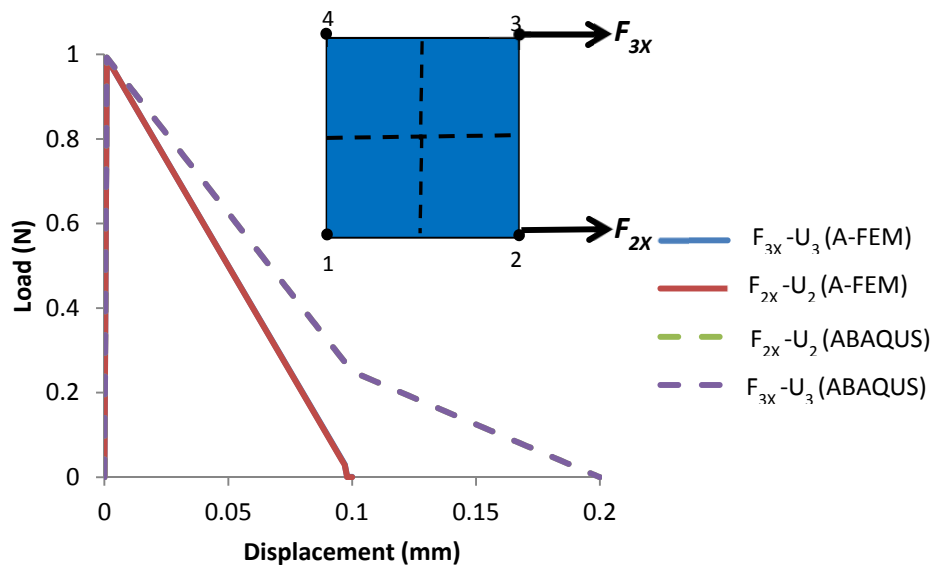 4
3
F3X
1
0.8
0.6
0.4
0.2
0
Load (N)
1
2
F2X
F3X -U3 (A-FEM)
F2X -U2 (A-FEM)
F2X -U2 (ABAQUS)
F3X -U3 (ABAQUS)
0
0.05
0.1
0.15
0.2
Displacement (mm)